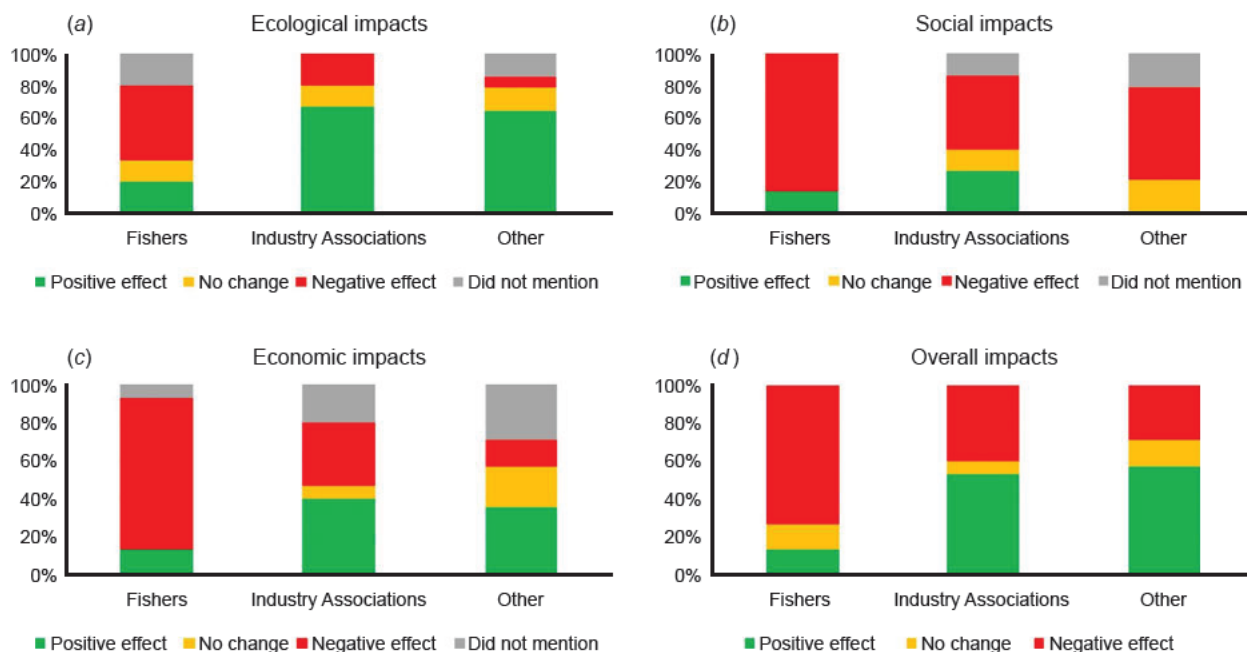 (a) Ecological impacts
100%
80%
60%
40%
20%
0%
Fishers Industry Associations Other
Positive effect No change Negative effect Did not mention
(b) Social impacts
100%
80%
60%
40%
20%
0%
Fishers Industry Associations Other
Positive effect No change Negative effect Did not mention
(c) Economic impacts
100%
80%
60%
40%
20%
0%
Fishers Industry Associations Other
Positive effect No change Negative effect Did not mention
(d) Overall impacts
100%
80%
60%
40%
20%
0%
Fishers Industry Associations Other
Positive effect No change Negative effect